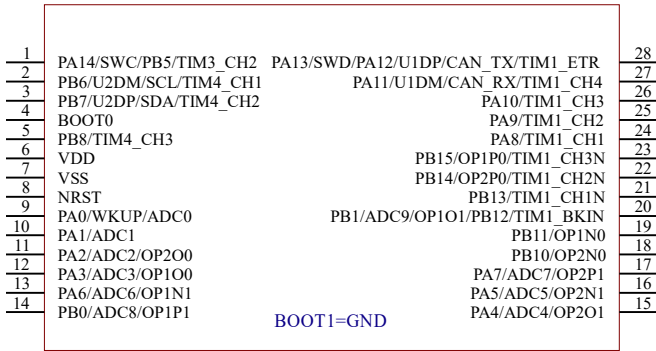 1 PA14/SWC/PB5/TIM3_CH2 PA13/SWD/PA12/U1DP/CAN_TX/TIM1_ETR 28
2 PB6/U2DM/SCL/TIM4_CH1 PA11/U1DM/CAN_RX/TIM1_CH4 27
3 PB7/U2DP/SDA/TIM4_CH2 PA10/TIM1_CH3 26
4 BOOT0 PA9/TIM1_CH2 25
5 PB8/TIM4_CH3 PA8/TIM1_CH1 24
6 VDD PB15/OP1P0/TIM1_CH3N 23
7 VSS PB14/OP2P0/TIM1_CH2N 22
8 NRST PB13/TIM1_CH1N 21
9 PA0/WKUP/ADC0 PB1/ADC9/OP1O1/PB12/TIM1_BKIN 20
10 PA1/ADC1 PB11/OP1N0 19
11 PA2/ADC2/OP2O0 PB10/OP2N0 18
12 PA3/ADC3/OP1O0 PA7/ADC7/OP2P1 17
13 PA6/ADC6/OP1N1 PA5/ADC5/OP2N1 16
14 PB0/ADC8/OP1P1 PA4/ADC4/OP2O1 15
BOOT1=GND